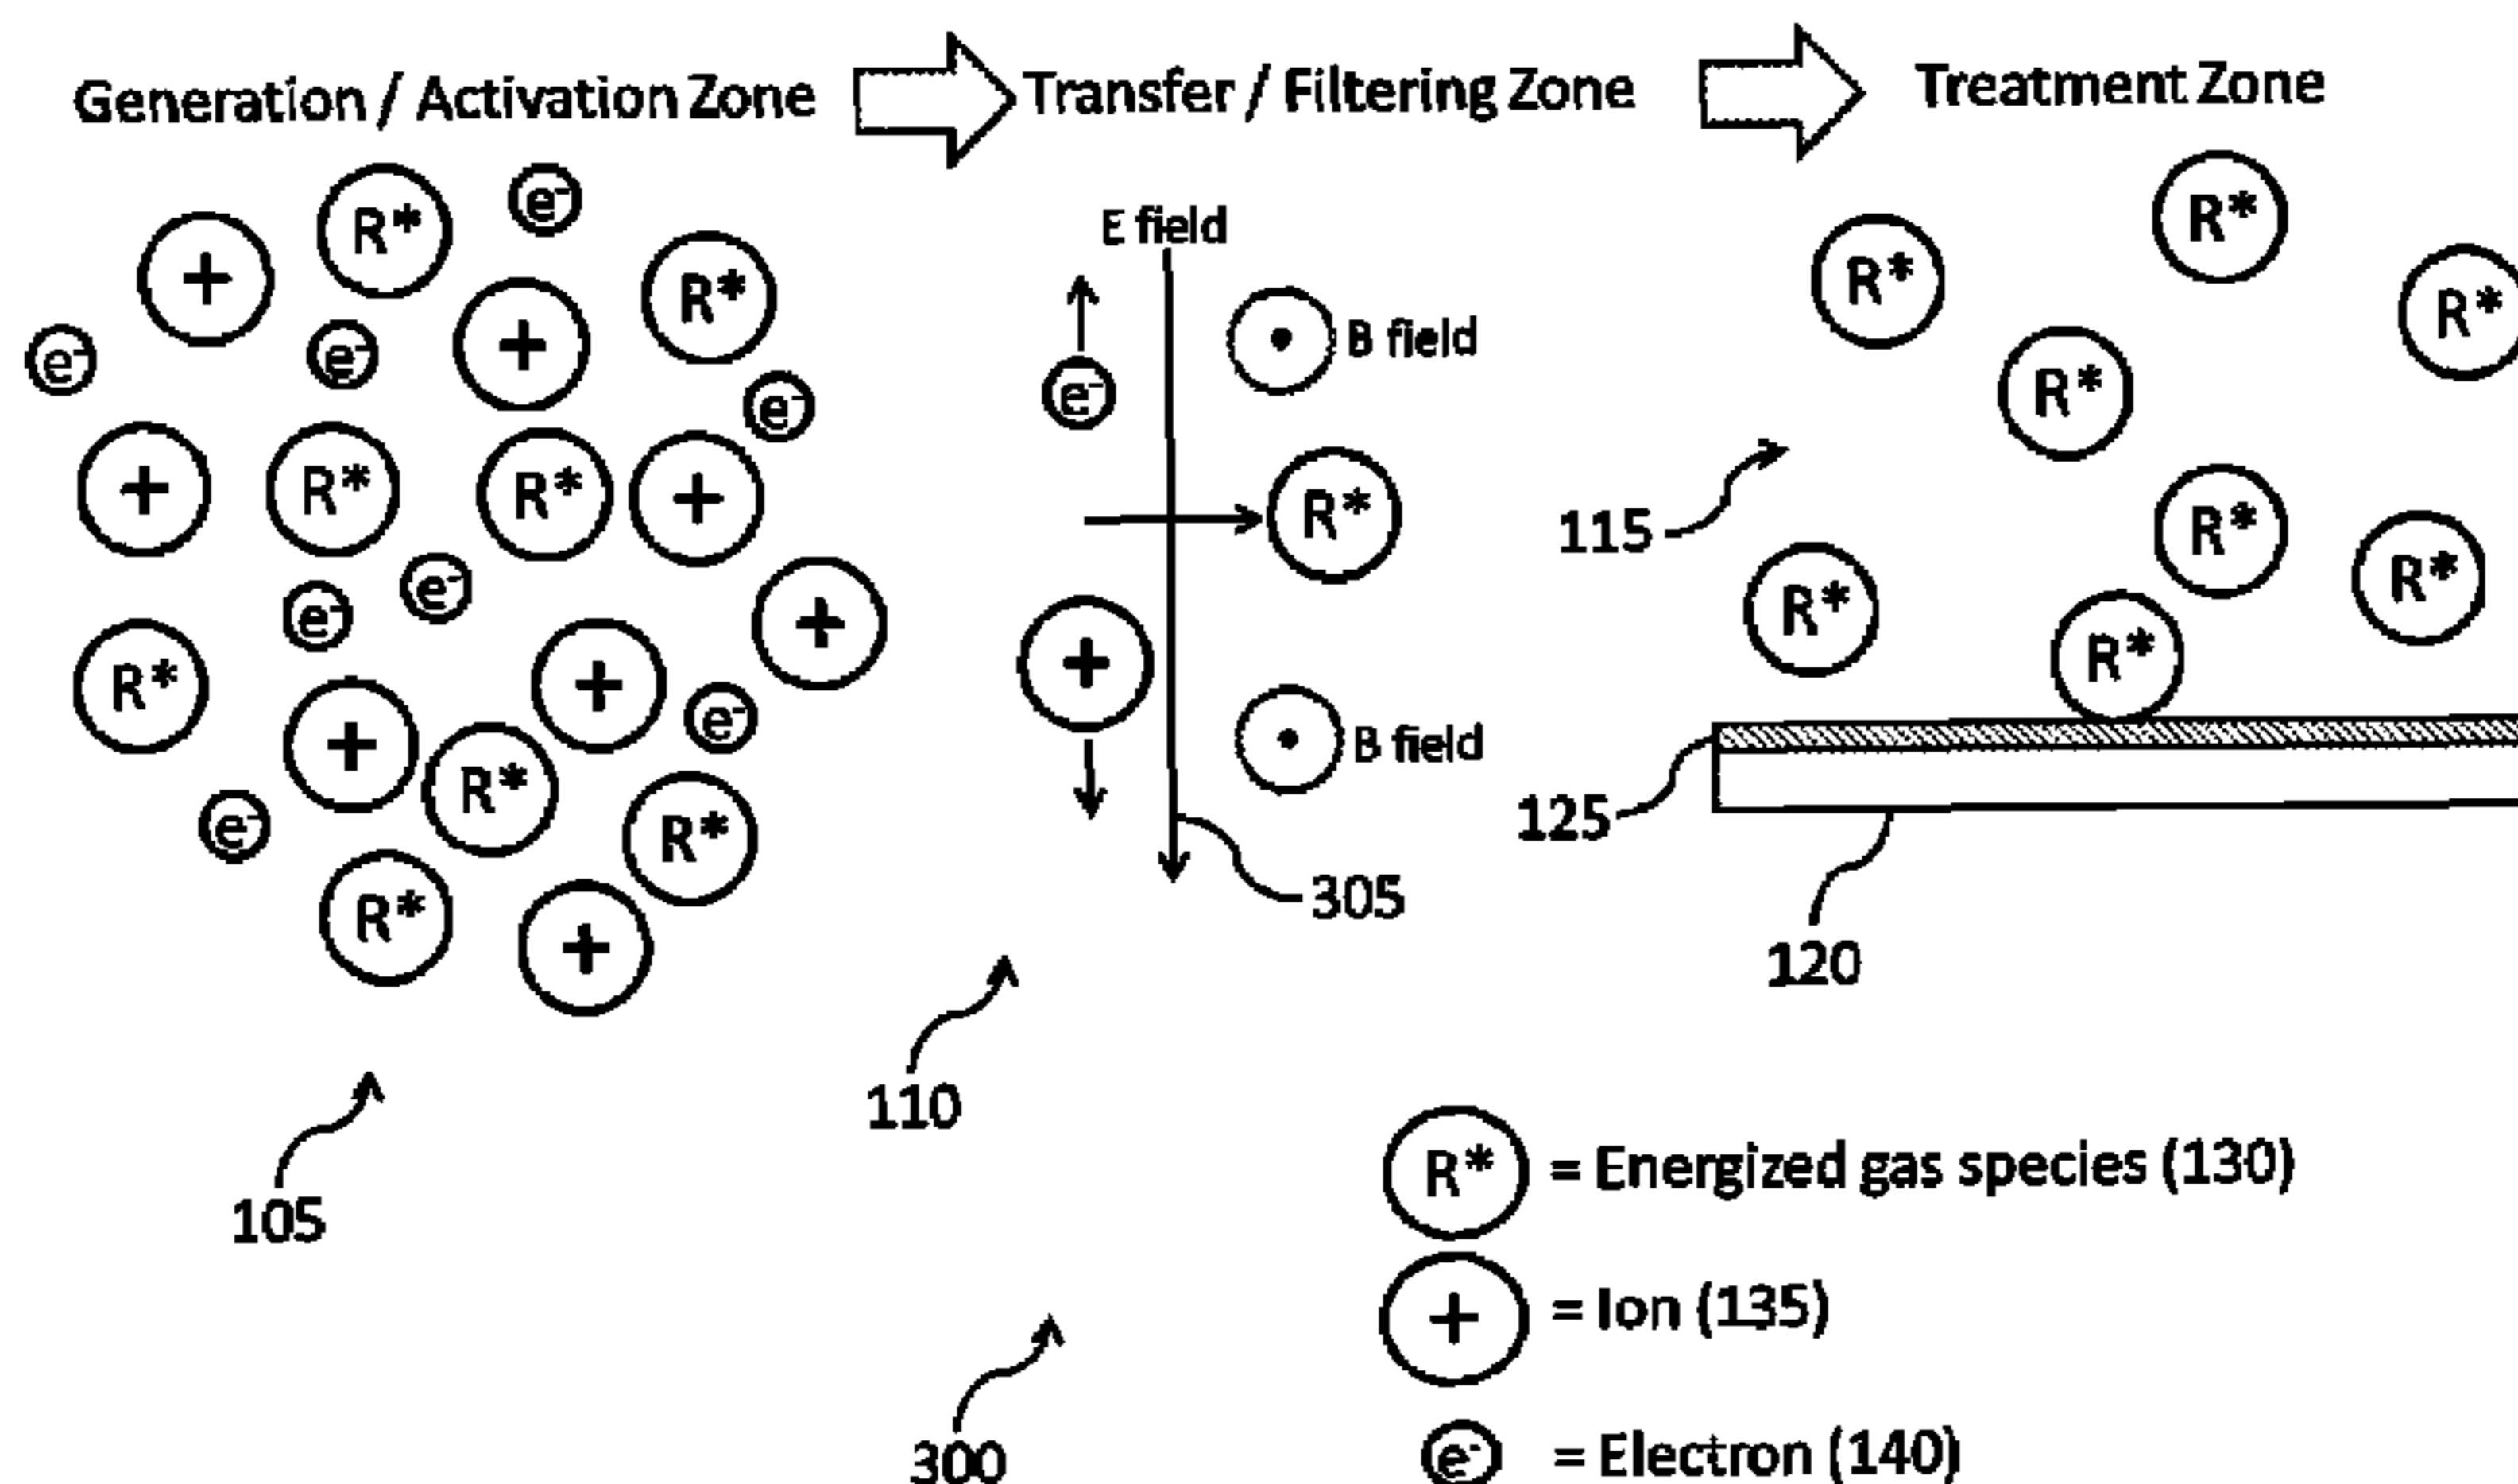 Generation / Activation Zone
Transfer / Filtering Zone
Treatment Zone
R*
e⁻
+
R*
R*
R*
R*
+
e⁻
e⁻
+
R*
E field
e⁻
B field
R*
R*
e⁻
+
R*
R*
+
R*
115
R*
R*
e⁻
e⁻
+
R*
R*
R*
+
+
+
e⁻
R*
B field
e⁻
R*
R*
125
305
R*
+
120
110
105
R* = Energized gas species (130)
+ = Ion (135)
300
e⁻ = Electron (140)